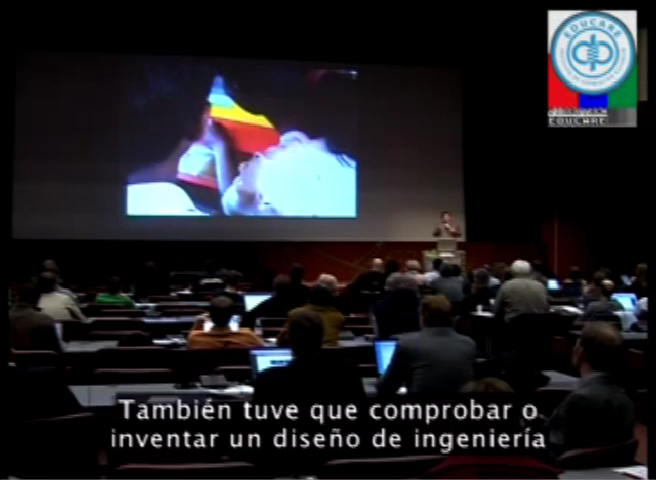 EDUCARE
EDUCARE
También tuve que comprobar o
inventar un diseño de ingeniería